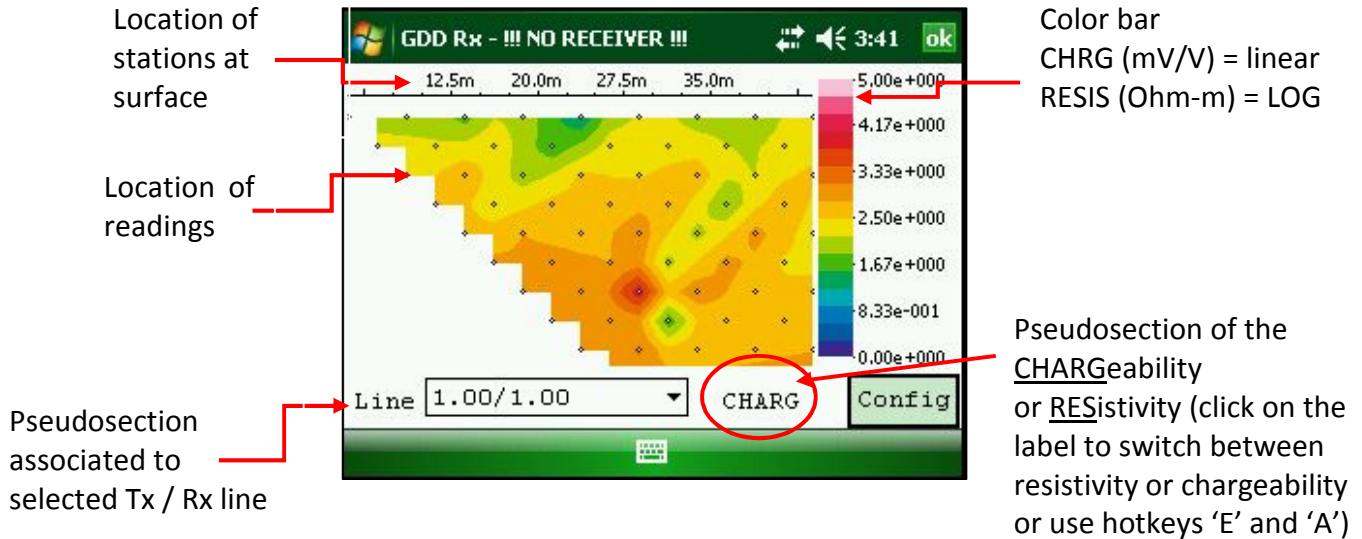 Location of
stations at
surface
Location of
readings
Pseudosection
associated to
selected Tx / Rx line
GDD Rx - !!! NO RECEIVER !!!
3:41
ok
12.5m 20.0m 27.5m 35.0m
5.00e+000
4.17e+000
3.33e+000
2.50e+000
1.67e+000
8.33e-001
0.00e+000
Line 1.00/1.00 CHARG Config
Color bar
CHRG (mV/V) = linear
RESIS (Ohm-m) = LOG
Pseudosection of the
CHARGeability
or RESistivity (click on the
label to switch between
resistivity or chargeability
or use hotkeys ‘E’ and ‘A’)